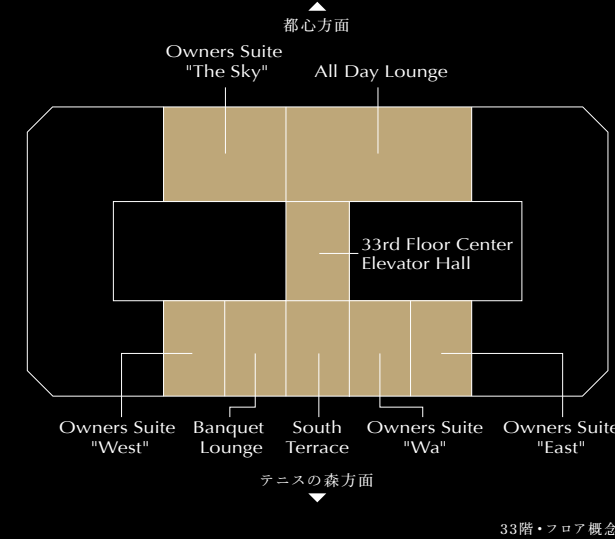 都心方面
Owners Suite
"The Sky"
All Day Lounge
33rd Floor Center
Elevator Hall
Owners Suite
"West"
Banquet
Lounge
South
Terrace
Owners Suite
"Wa"
Owners Suite
"East"
テニスの森方面
33階・フロア概念